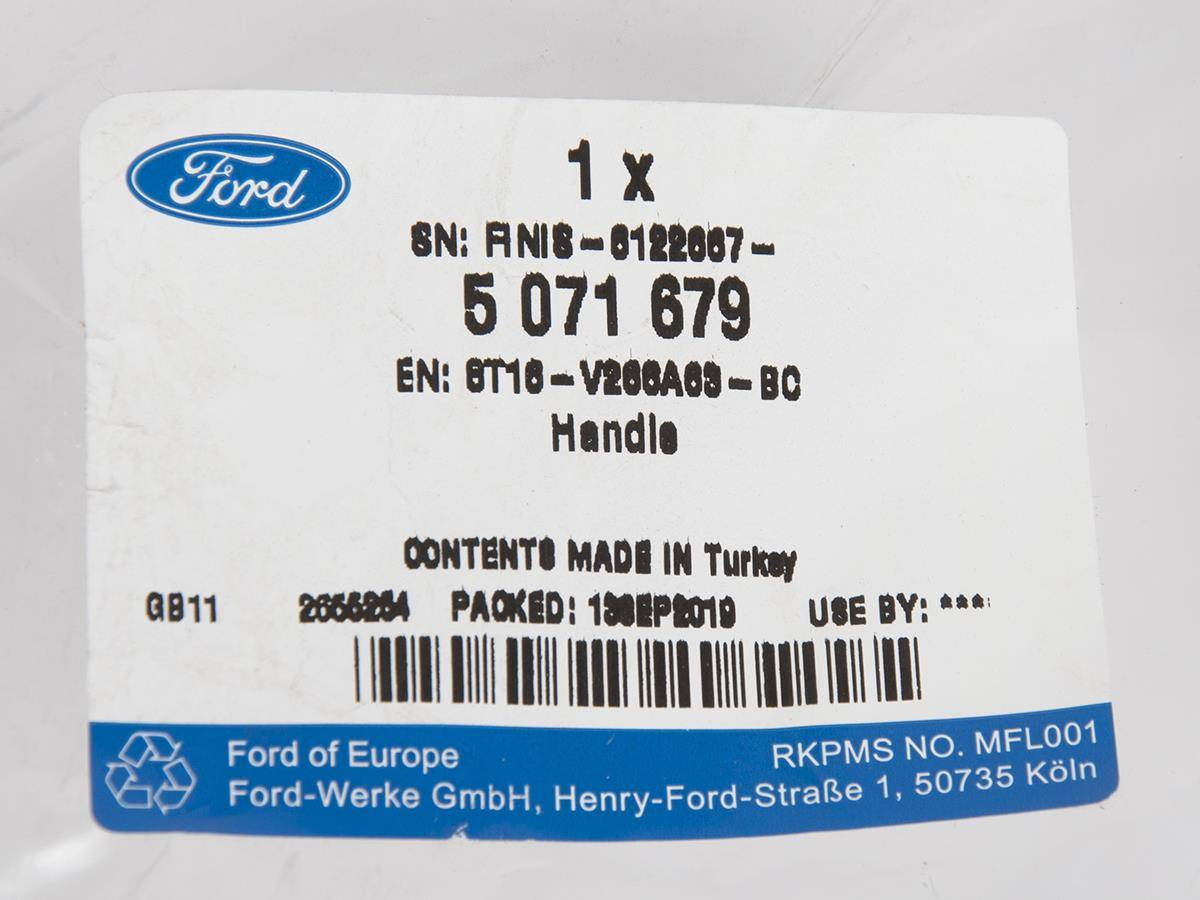 Ford
1 x
SN: FINIS-6122667-
5 071 679
EN: 6T16-V266A63-BC
Handle
CONTENTS MADE IN Turkey
GB11 PACKED: 13SEP2019 USE BY: ***
Ford of Europe RKPMS NO. MFL001
Ford-Werke GmbH, Henry-Ford-Straße 1, 50735 Köln